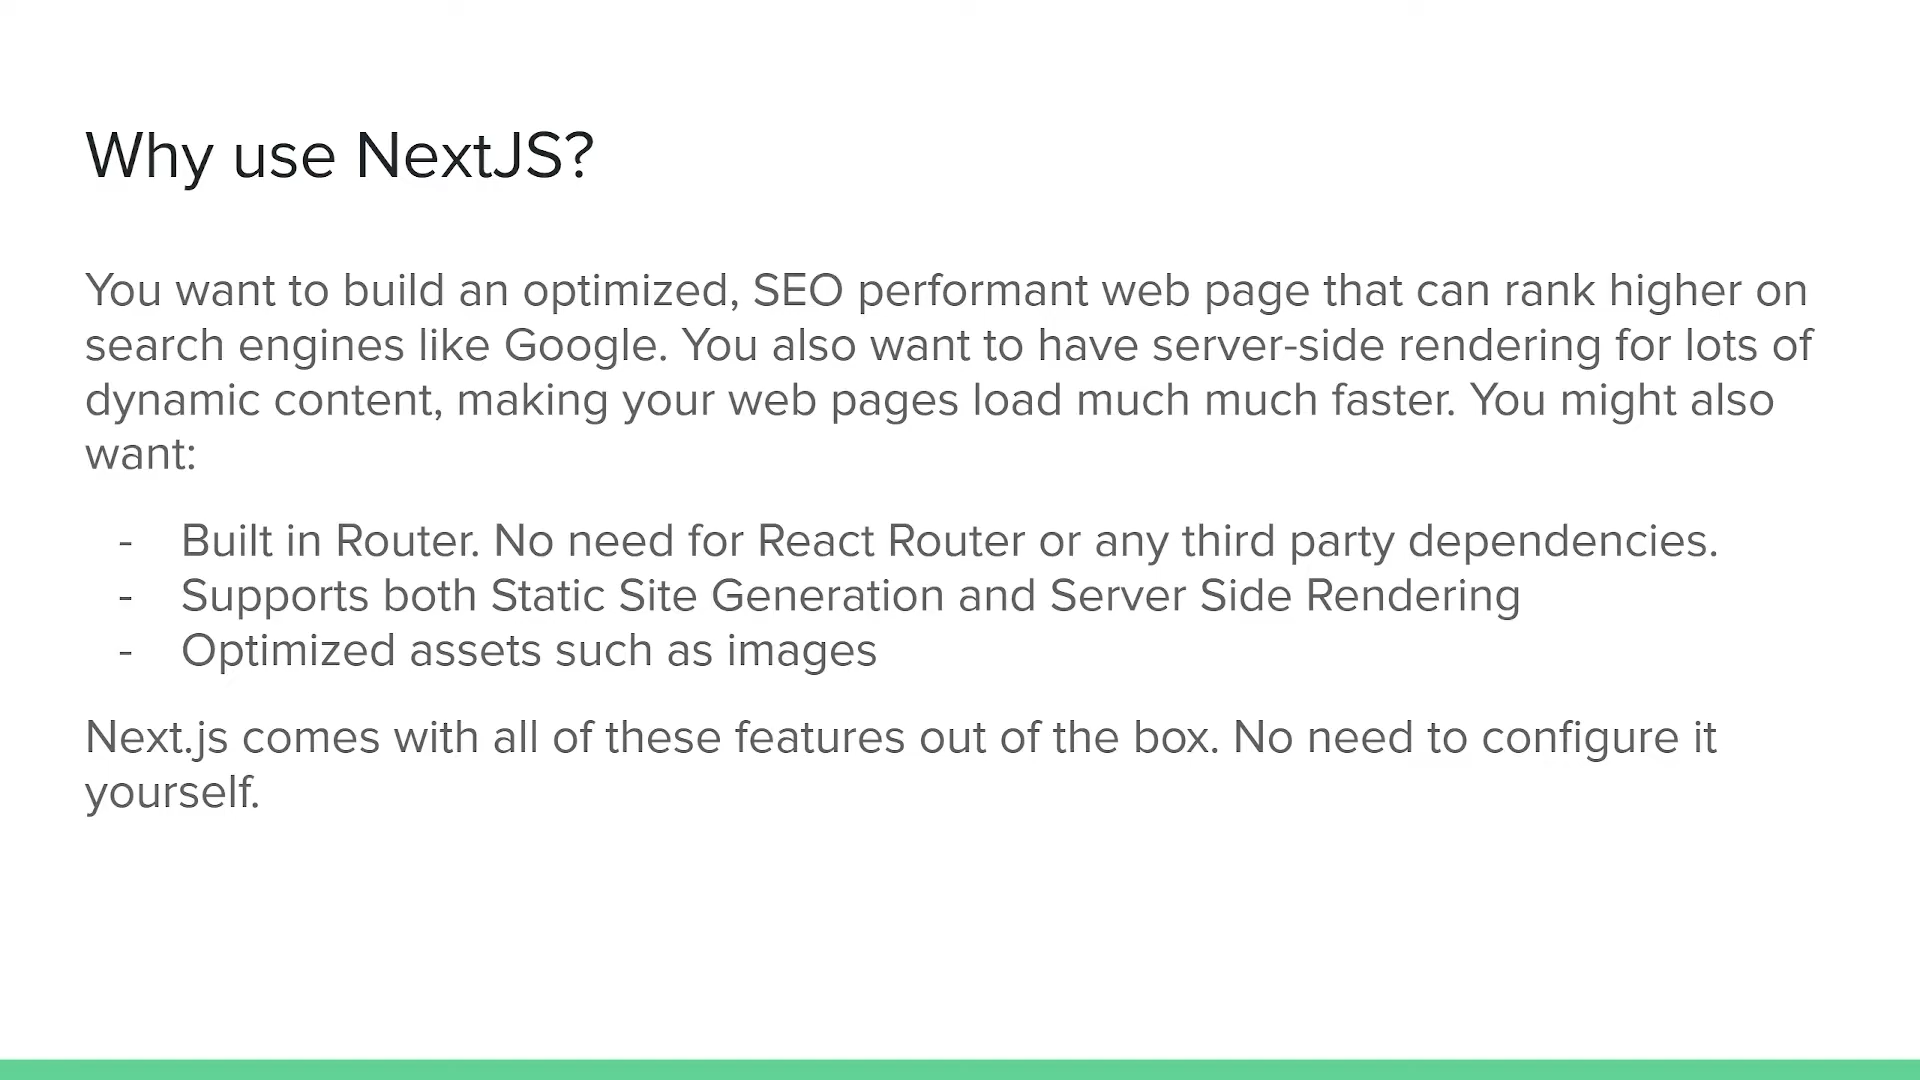 Why use NextJS?
You want to build an optimized, SEO performant web page that can rank higher on
search engines like Google. You also want to have server-side rendering for lots of
dynamic content, making your web pages load much much faster. You might also
want:
- Built in Router. No need for React Router or any third party dependencies.
- Supports both Static Site Generation and Server Side Rendering
- Optimized assets such as images
Next.js comes with all of these features out of the box. No need to configure it
yourself.